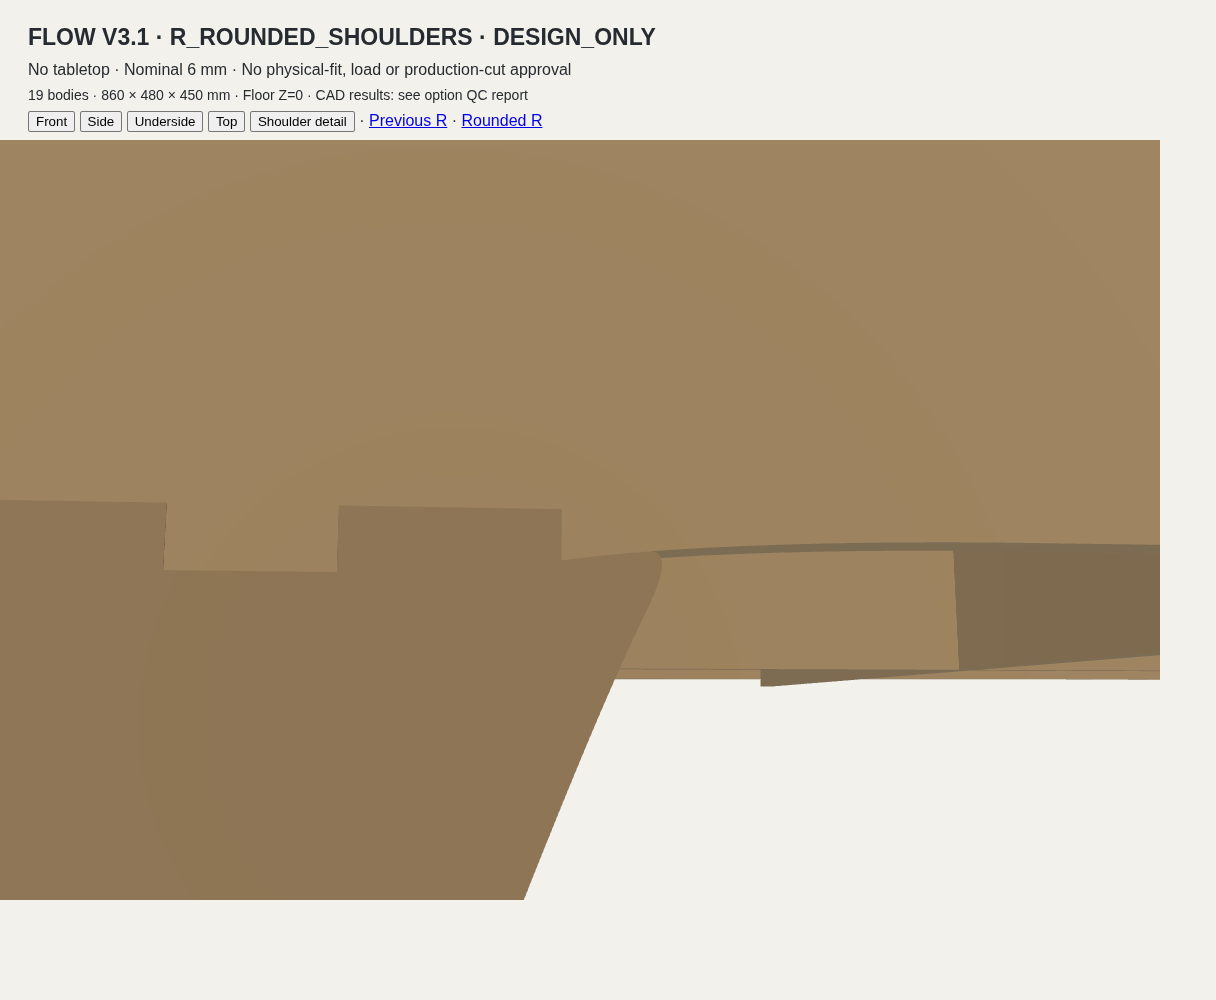 FLOW V3.1 · R_ROUNDED_SHOULDERS · DESIGN_ONLY
No tabletop · Nominal 6 mm · No physical-fit, load or production-cut approval
19 bodies · 860 × 480 × 450 mm · Floor Z=0 · CAD results: see option QC report
Front Side Underside Top Shoulder detail · Previous R · Rounded R